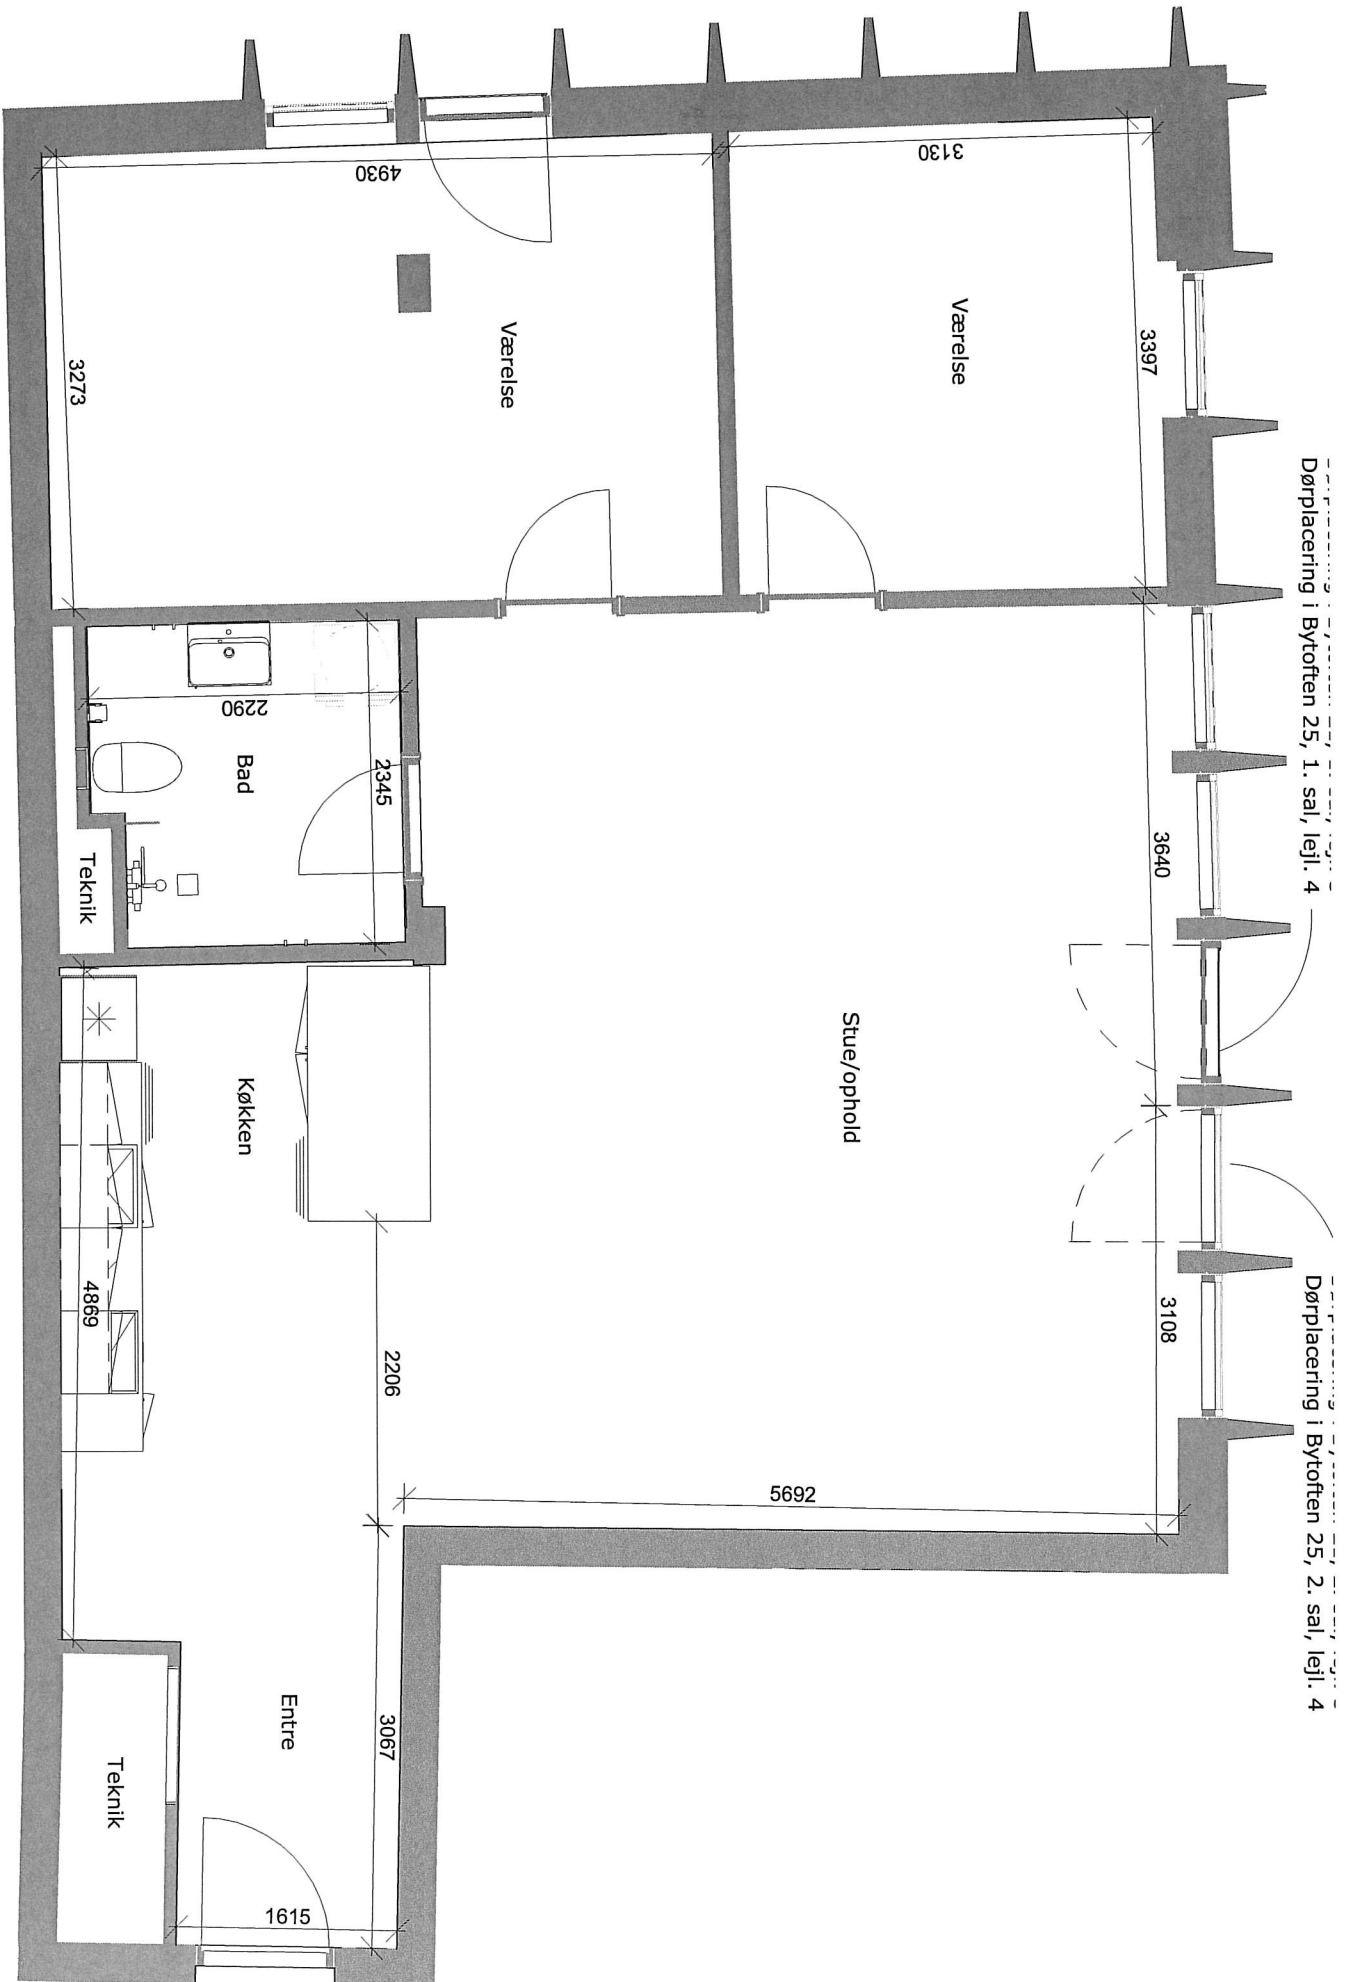 Dørplacering i Bytoften 25, 1. sal, lejl. 4
Dørplacering i Bytoften 25, 2. sal, lejl. 4
4930
3130
Værelse
Værelse
3273
3397
2290
Bad
2345
Teknik
3640
Stue/ophold
Køkken
4869
2206
3108
5692
Entre
3067
Teknik
1615